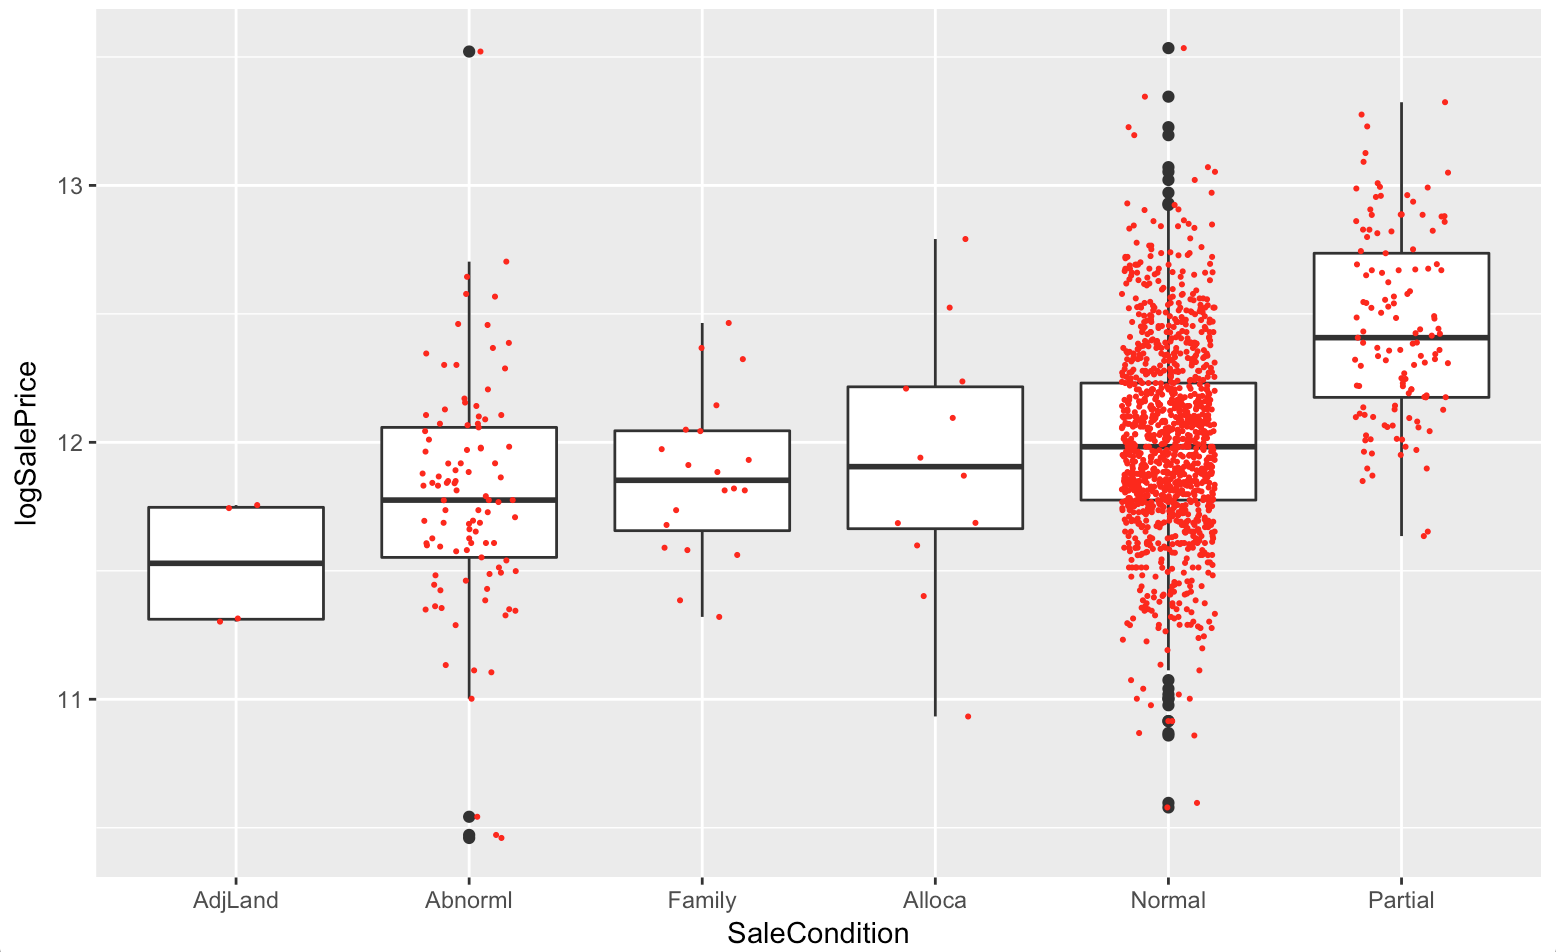 logSalePrice
13
12
11
AdjLand Abnorml Family Alloca Normal Partial
SaleCondition